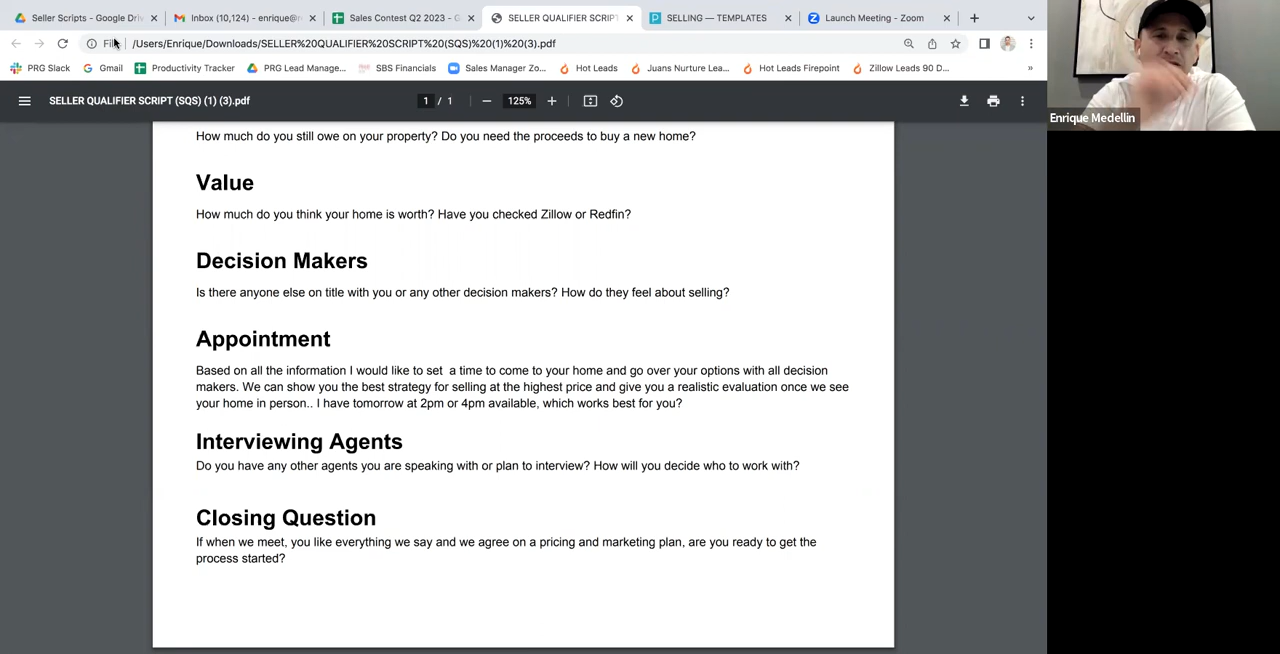 Seller Scripts - Google Driv
Inbox (10,124) - enrique@r
Sales Contest Q2 2023 - G
SELLER QUALIFIER SCRIPT
SELLING — TEMPLATES
Launch Meeting - Zoom
/Users/Enrique/Downloads/SELLER%20QUALIFIER%20SCRIPT%20(SQS)%20(1)%20(3).pdf
PRG Slack
Gmail
Productivity Tracker
PRG Lead Manage...
SBS Financials
Sales Manager Zo...
Hot Leads
Juans Nurture Lea...
Hot Leads Firepoint
Zillow Leads 90 D...
»
SELLER QUALIFIER SCRIPT (SQS) (1) (3).pdf
1 / 1
125%
Enrique Medellin
How much do you still owe on your property? Do you need the proceeds to buy a new home?
Value
How much do you think your home is worth? Have you checked Zillow or Redfin?
Decision Makers
Is there anyone else on title with you or any other decision makers? How do they feel about selling?
Appointment
Based on all the information I would like to set a time to come to your home and go over your options with all decision
makers. We can show you the best strategy for selling at the highest price and give you a realistic evaluation once we see
your home in person.. I have tomorrow at 2pm or 4pm available, which works best for you?
Interviewing Agents
Do you have any other agents you are speaking with or plan to interview? How will you decide who to work with?
Closing Question
If when we meet, you like everything we say and we agree on a pricing and marketing plan, are you ready to get the
process started?